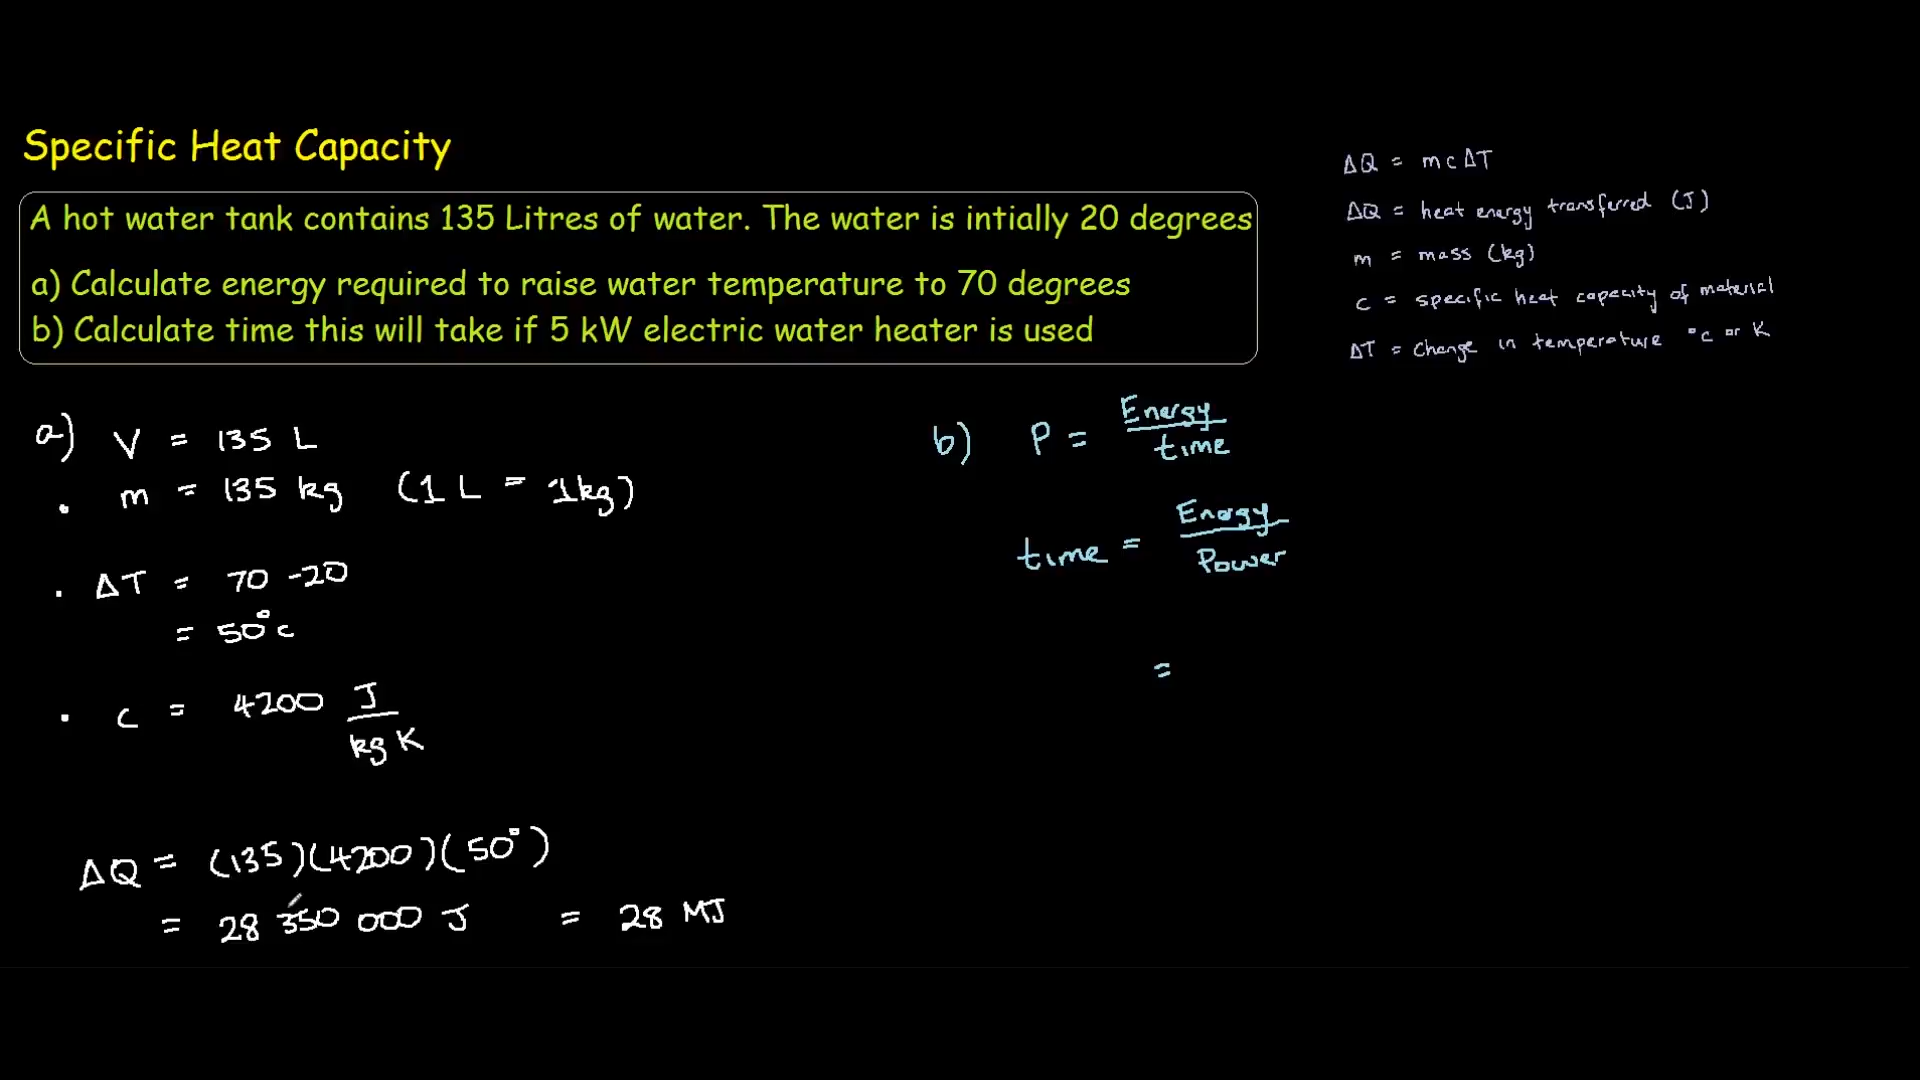 Specific Heat Capacity
A hot water tank contains 135 Litres of water. The water is intially 20 degrees
a) Calculate energy required to raise water temperature to 70 degrees
b) Calculate time this will take if 5 kW electric water heater is used
ΔQ = mcΔT
ΔQ = heat energy transferred (J)
m = mass (kg)
c = specific heat capacity of material
ΔT = Change in temperature °c or K
a) V = 135 L
• m = 135 kg (1 L = 1kg)
• ΔT = 70 -20
= 50°c
• c = 4200 J
kg K
ΔQ = (135)(4200)(50°)
= 28 350 000 J = 28 MJ
b) P = Energy
time
time = Energy
Power
=